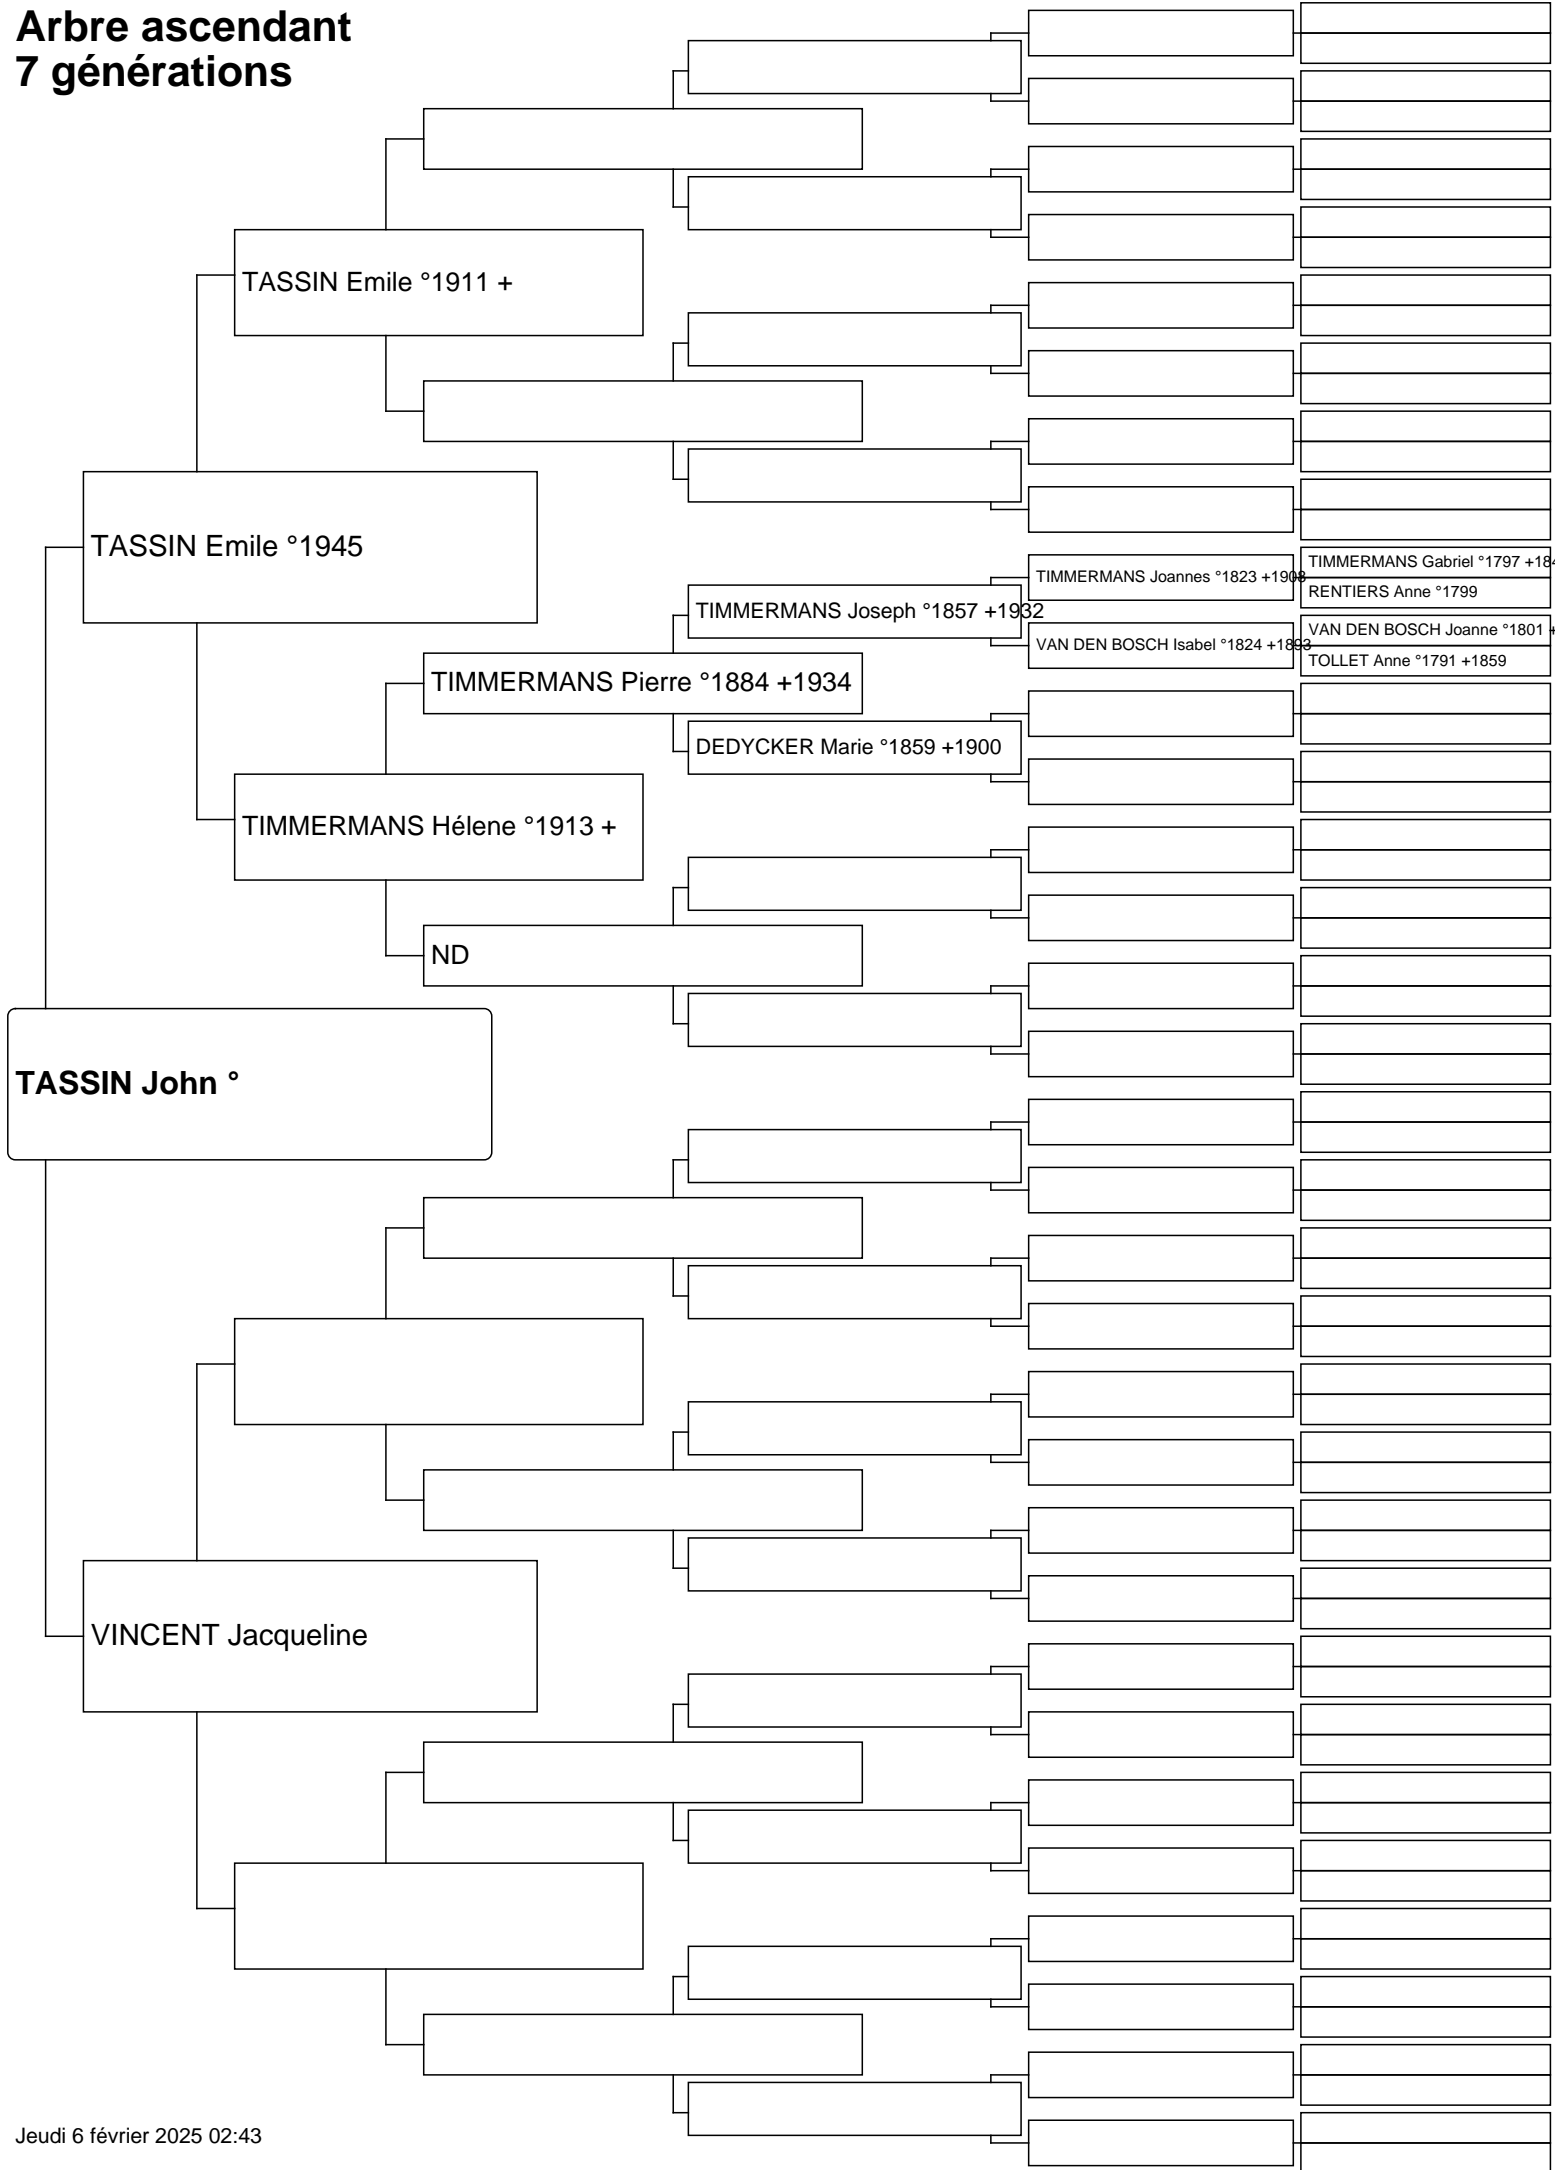 Arbre ascendant
7 générations
TASSIN Emile °1911 +
TASSIN Emile °1945
TIMMERMANS Gabriel °1797 +184
TIMMERMANS Joannes °1823 +1908
RENTIERS Anne °1799
TIMMERMANS Joseph °1857 +1932
VAN DEN BOSCH Joanne °1801 +
VAN DEN BOSCH Isabel °1824 +1893
TOLLET Anne °1791 +1859
TIMMERMANS Pierre °1884 +1934
DEDYCKER Marie °1859 +1900
TIMMERMANS Hélene °1913 +
ND
TASSIN John °
VINCENT Jacqueline
Jeudi 6 février 2025 02:43